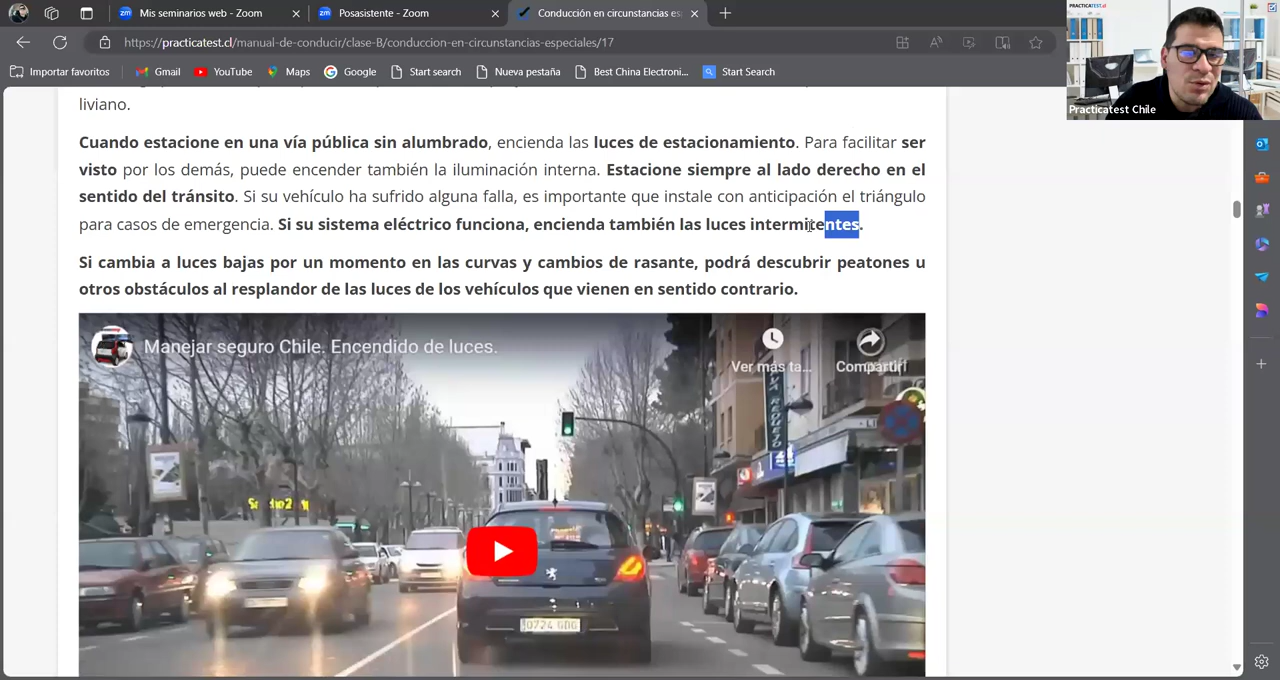 Mis seminarios web - Zoom
Posasistente - Zoom
Conducción en circunstancias es
https://practicatest.cl/manual-de-conducir/clase-B/conduccion-en-circunstancias-especiales/17
Importar favoritos
Gmail
YouTube
Maps
Google
Start search
Nueva pestaña
Best China Electroni...
Start Search
PRACTICATEST.cl
Practicatest Chile
liviano.
Cuando estacione en una vía pública sin alumbrado, encienda las luces de estacionamiento. Para facilitar ser
visto por los demás, puede encender también la iluminación interna. Estacione siempre al lado derecho en el
sentido del tránsito. Si su vehículo ha sufrido alguna falla, es importante que instale con anticipación el triángulo
para casos de emergencia. Si su sistema eléctrico funciona, encienda también las luces intermitentes.
Si cambia a luces bajas por un momento en las curvas y cambios de rasante, podrá descubrir peatones u
otros obstáculos al resplandor de las luces de los vehículos que vienen en sentido contrario.
Manejar seguro Chile. Encendido de luces.
Ver más ta...
Compartir
0724 GDG